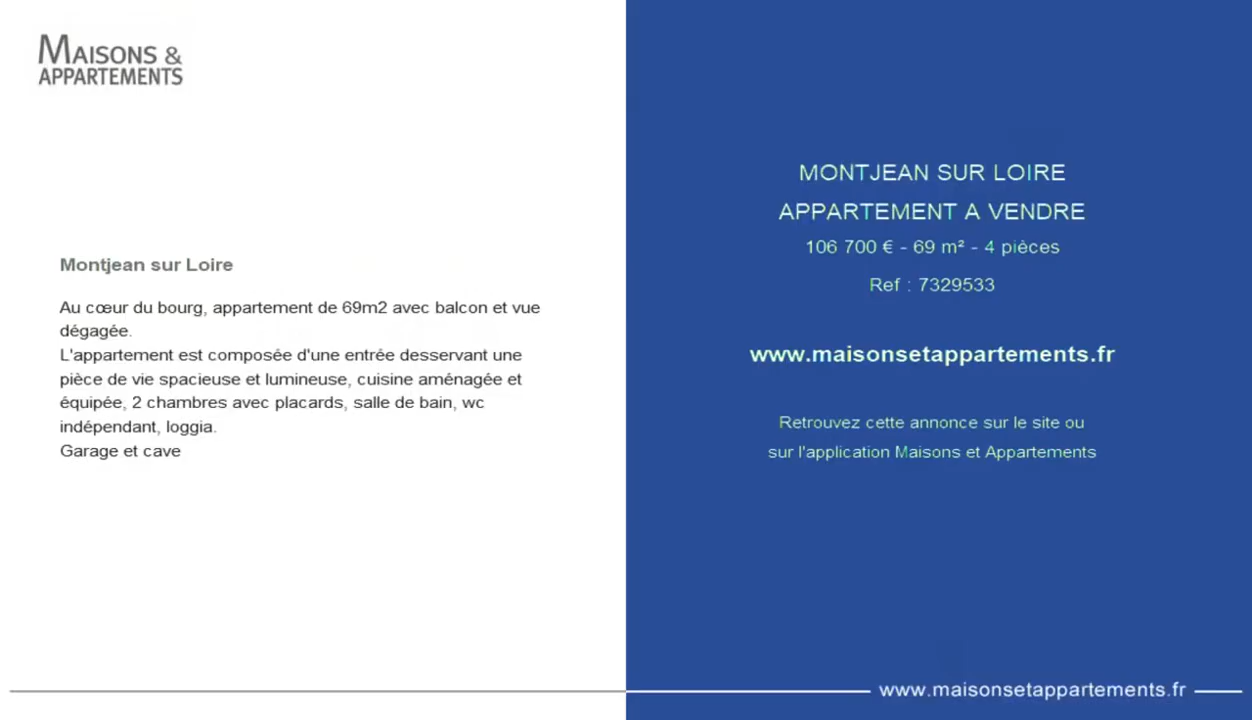 MAISONS &
APPARTEMENTS
Montjean sur Loire
Au cœur du bourg, appartement de 69m2 avec balcon et vue
dégagée.
L'appartement est composée d'une entrée desservant une
pièce de vie spacieuse et lumineuse, cuisine aménagée et
équipée, 2 chambres avec placards, salle de bain, wc
indépendant, loggia.
Garage et cave
MONTJEAN SUR LOIRE
APPARTEMENT A VENDRE
106 700 € - 69 m² - 4 pièces
Ref : 7329533
www.maisonsetappartements.fr
Retrouvez cette annonce sur le site ou
sur l'application Maisons et Appartements
www.maisonsetappartements.fr